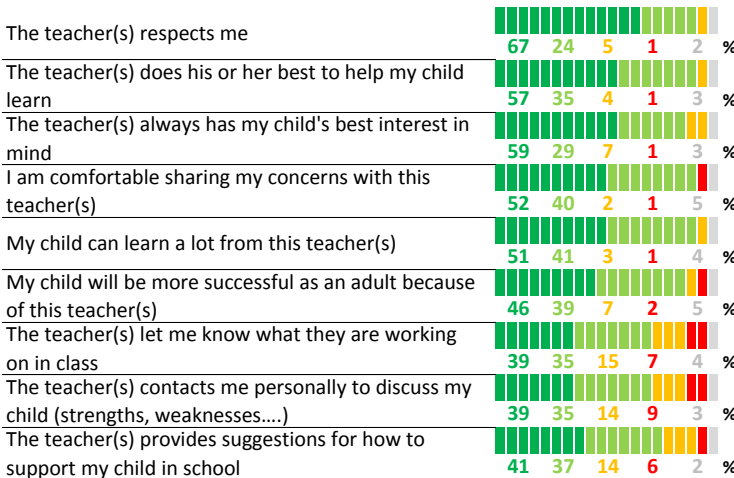 The teacher(s) respects me
67 24 5 1 2 %
The teacher(s) does his or her best to help my child
learn
57 35 4 1 3 %
The teacher(s) always has my child's best interest in
mind
59 29 7 1 3 %
I am comfortable sharing my concerns with this
teacher(s)
52 40 2 1 5 %
My child can learn a lot from this teacher(s)
51 41 3 1 4 %
My child will be more successful as an adult because
of this teacher(s)
46 39 7 2 5 %
The teacher(s) let me know what they are working
on in class
39 35 15 7 4 %
The teacher(s) contacts me personally to discuss my
child (strengths, weaknesses....)
39 35 14 9 3 %
The teacher(s) provides suggestions for how to
support my child in school
41 37 14 6 2 %